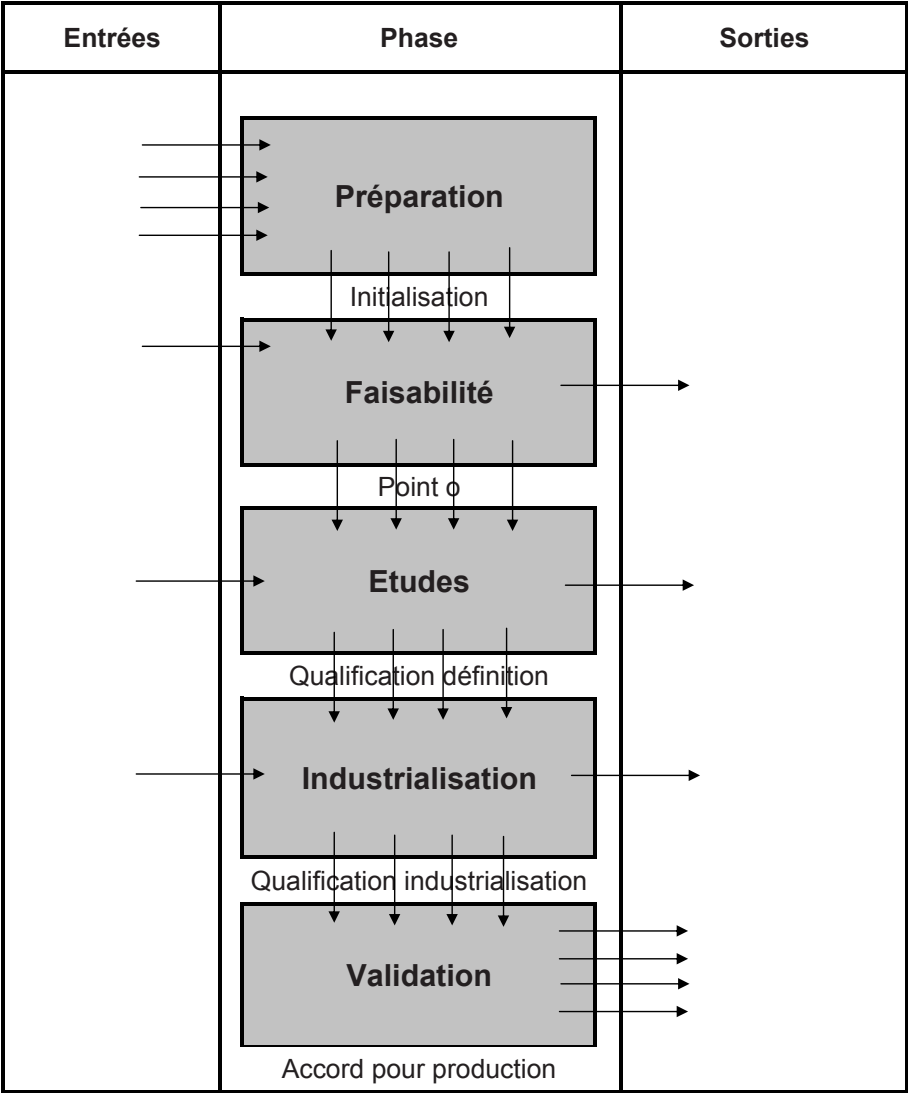 Entrées
Phase
Sorties
Préparation
Initialisation
Faisabilité
Point o
Etudes
Qualification définition
Industrialisation
Qualification industrialisation
Validation
Accord pour production